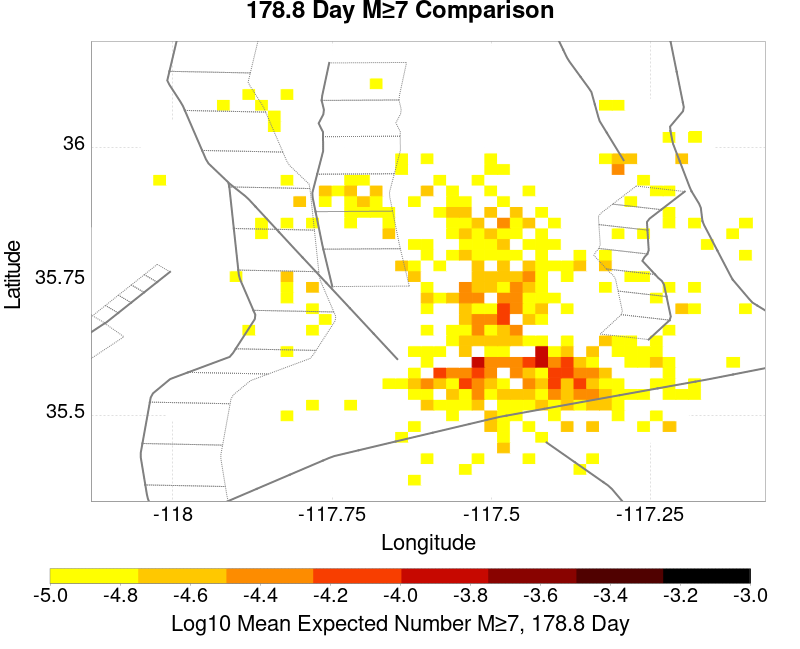 178.8 Day M≥7 Comparison
36
35.75
35.5
Latitude
-118 -117.75 -117.5 -117.25
Longitude
-5.0 -4.8 -4.6 -4.4 -4.2 -4.0 -3.8 -3.6 -3.4 -3.2 -3.0
Log10 Mean Expected Number M≥7, 178.8 Day